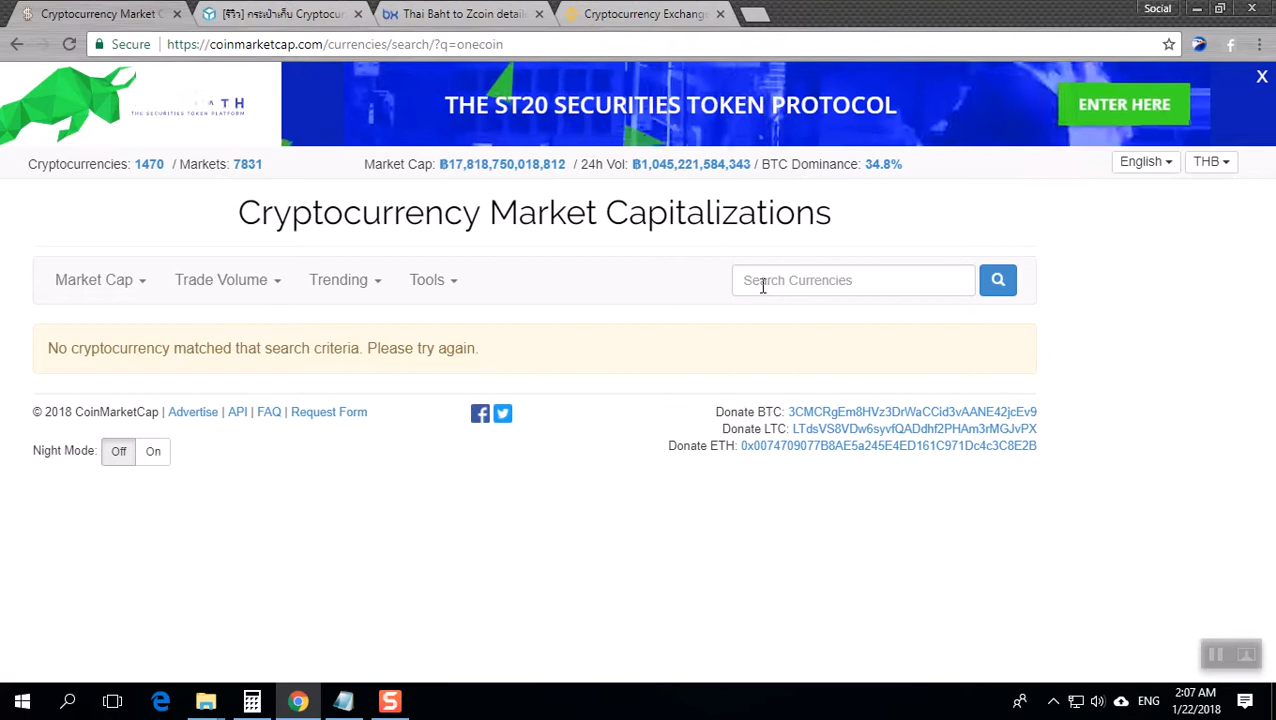 Cryptocurrency Market C
[รีวิว] กระเป๋าเก็บ Cryptocur
Thai Baht to Zcoin detail
Cryptocurrency Exchang
Social
Secure
https://coinmarketcap.com/currencies/search/?q=onecoin
TH
THE SECURITIES TOKEN PLATFORM
THE ST20 SECURITIES TOKEN PROTOCOL
ENTER HERE
X
Cryptocurrencies: 1470 / Markets: 7831
Market Cap: ฿17,818,750,018,812 / 24h Vol: ฿1,045,221,584,343 / BTC Dominance: 34.8%
English
THB
Cryptocurrency Market Capitalizations
Market Cap
Trade Volume
Trending
Tools
Search Currencies
No cryptocurrency matched that search criteria. Please try again.
© 2018 CoinMarketCap | Advertise | API | FAQ | Request Form
Donate BTC: 3CMCRgEm8HVz3DrWaCCid3vAANE42jcEv9
Donate LTC: LTdsVS8VDw6syvfQADdhf2PHAm3rMGJvPX
Donate ETH: 0x0074709077B8AE5a245E4ED161C971Dc4c3C8E2B
Night Mode: Off On
ENG
2:07 AM
1/22/2018